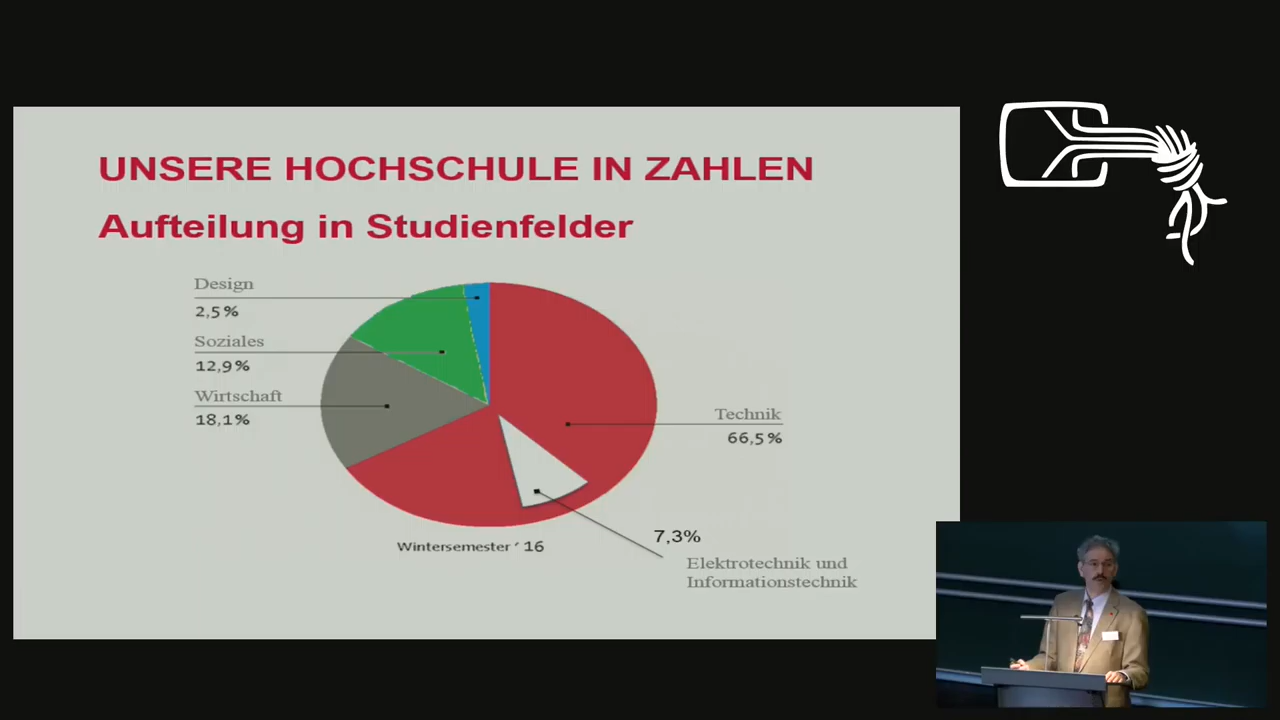 UNSERE HOCHSCHULE IN ZAHLEN
Aufteilung in Studienfelder
Design
2,5%
Soziales
12,9%
Wirtschaft
18,1%
Technik
66,5%
7,3%
Elektrotechnik und
Informationstechnik
Wintersemester ‘ 16